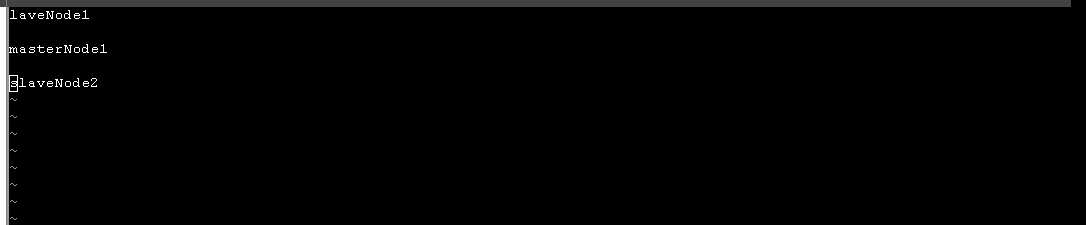 laveNode1
masterNode1
slaveNode2
~
~
~
~
~
~
~
~